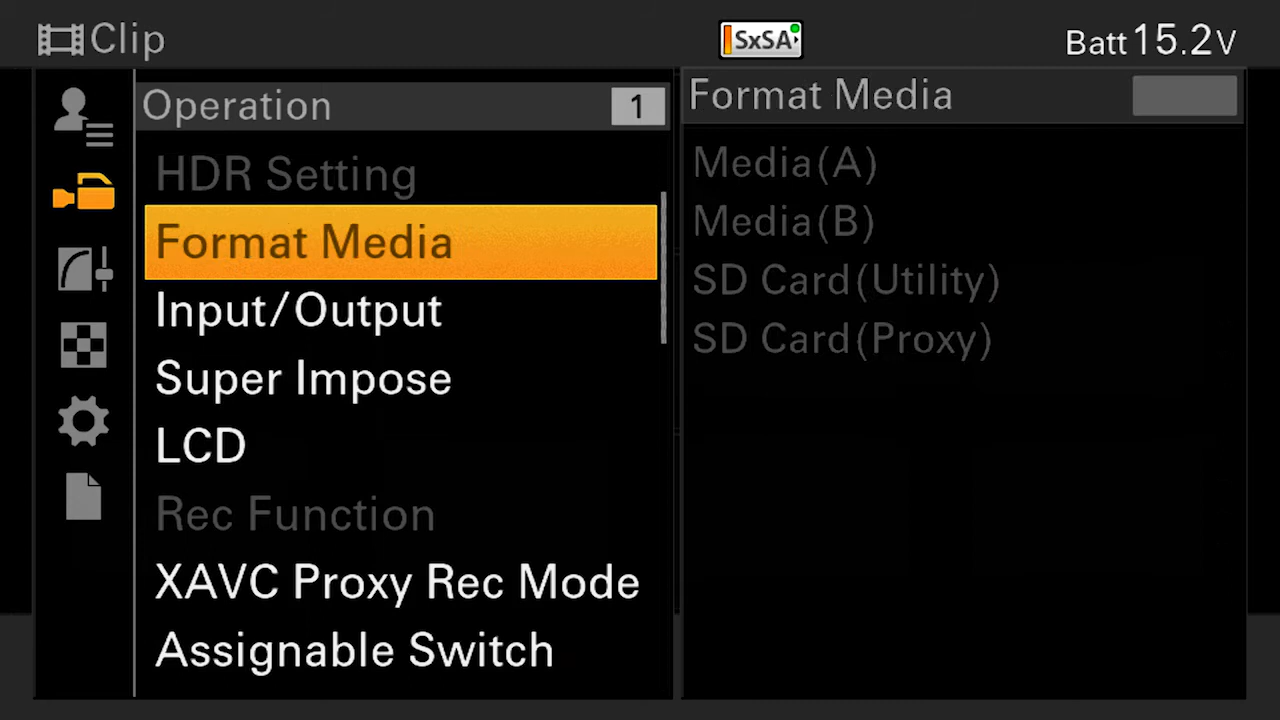 Clip
SxSA
Batt 15.2V
Operation 1
HDR Setting
Format Media
Input/Output
Super Impose
LCD
Rec Function
XAVC Proxy Rec Mode
Assignable Switch
Format Media
Media(A)
Media(B)
SD Card(Utility)
SD Card(Proxy)